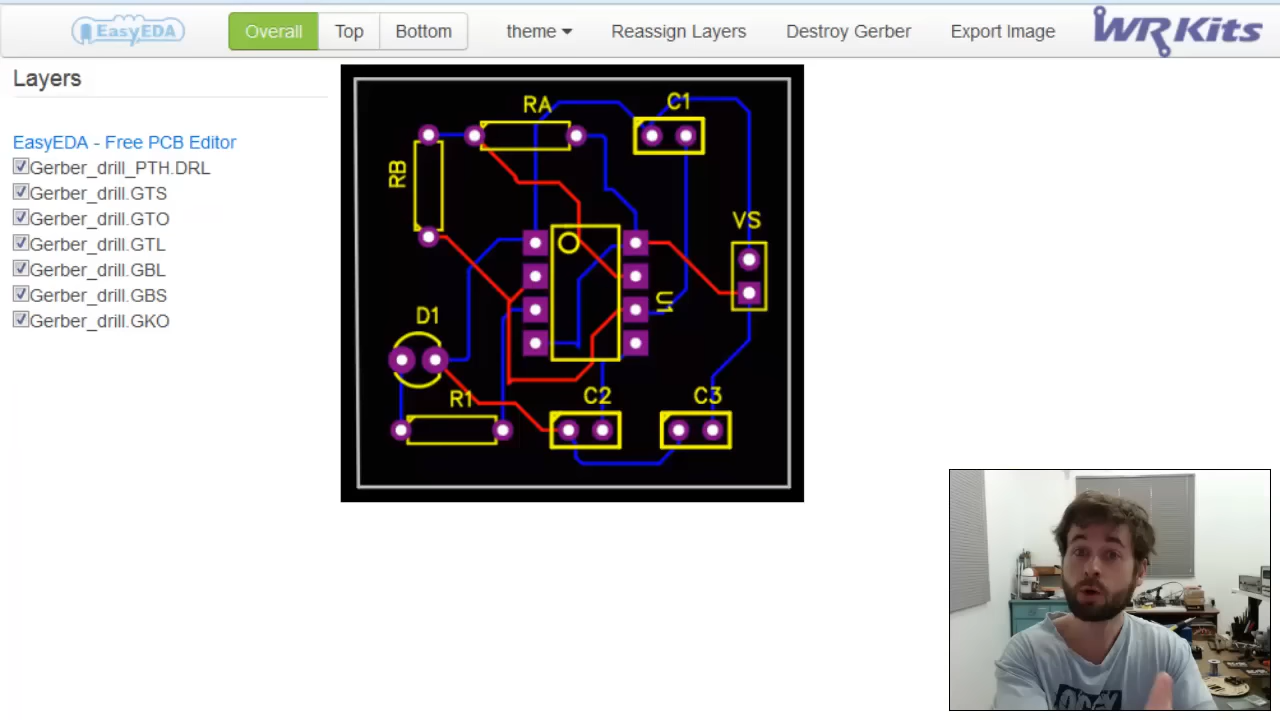 EasyEDA
Overall
Top
Bottom
theme
Reassign Layers
Destroy Gerber
Export Image
WR Kits
Layers
EasyEDA - Free PCB Editor
Gerber_drill_PTH.DRL
Gerber_drill.GTS
Gerber_drill.GTO
Gerber_drill.GTL
Gerber_drill.GBL
Gerber_drill.GBS
Gerber_drill.GKO
RA
C1
RB
VS
U1
D1
R1
C2
C3